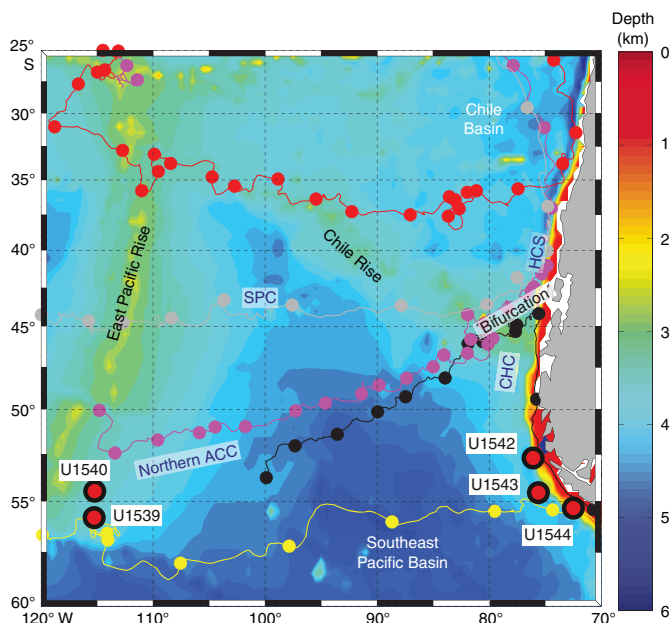 Depth
(km)
25°
S
30°
35°
40°
45°
50°
55°
60°
120° W
110°
100°
90°
80°
70°
0
1
2
3
4
5
6
Chile
Basin
East Pacific Rise
Chile Rise
HCS
SPC
Bifurcation
CHC
Northern ACC
U1540
U1539
U1542
U1543
U1544
Southeast
Pacific Basin